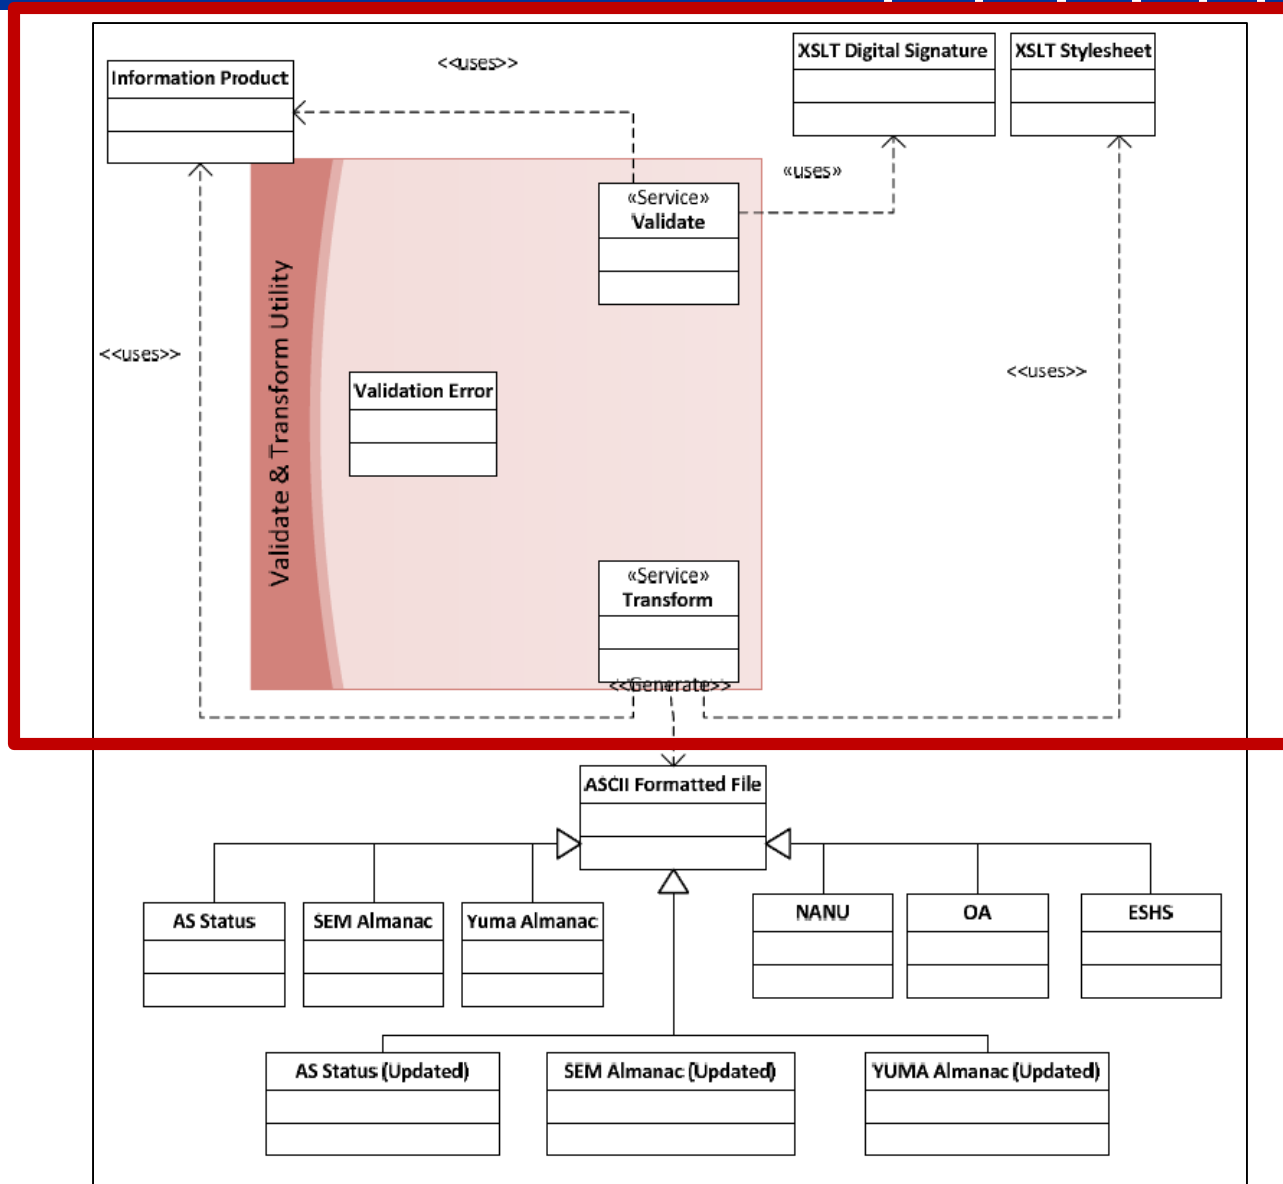 Information Product
<<uses>>
XSLT Digital Signature
XSLT Stylesheet
«uses»
«Service»
Validate
Validate & Transform Utility
<<uses>>
<<uses>>
Validation Error
«Service»
Transform
<<Generate>>
ASCII Formatted File
AS Status
SEM Almanac
Yuma Almanac
NANU
OA
ESHS
AS Status (Updated)
SEM Almanac (Updated)
YUMA Almanac (Updated)